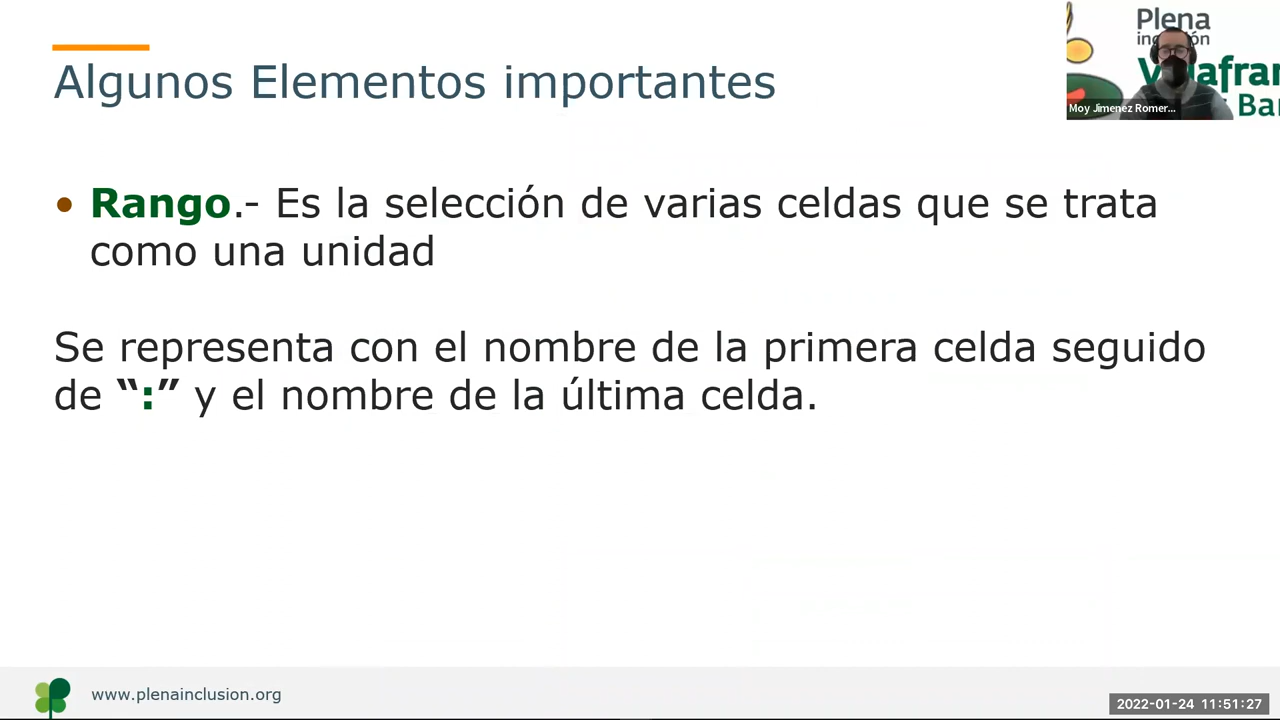 Algunos Elementos importantes
• Rango.- Es la selección de varias celdas que se trata
como una unidad
Se representa con el nombre de la primera celda seguido
de “:” y el nombre de la última celda.
Plena
Moy Jimenez Romer...
www.plenainclusion.org
2022-01-24 11:51:27